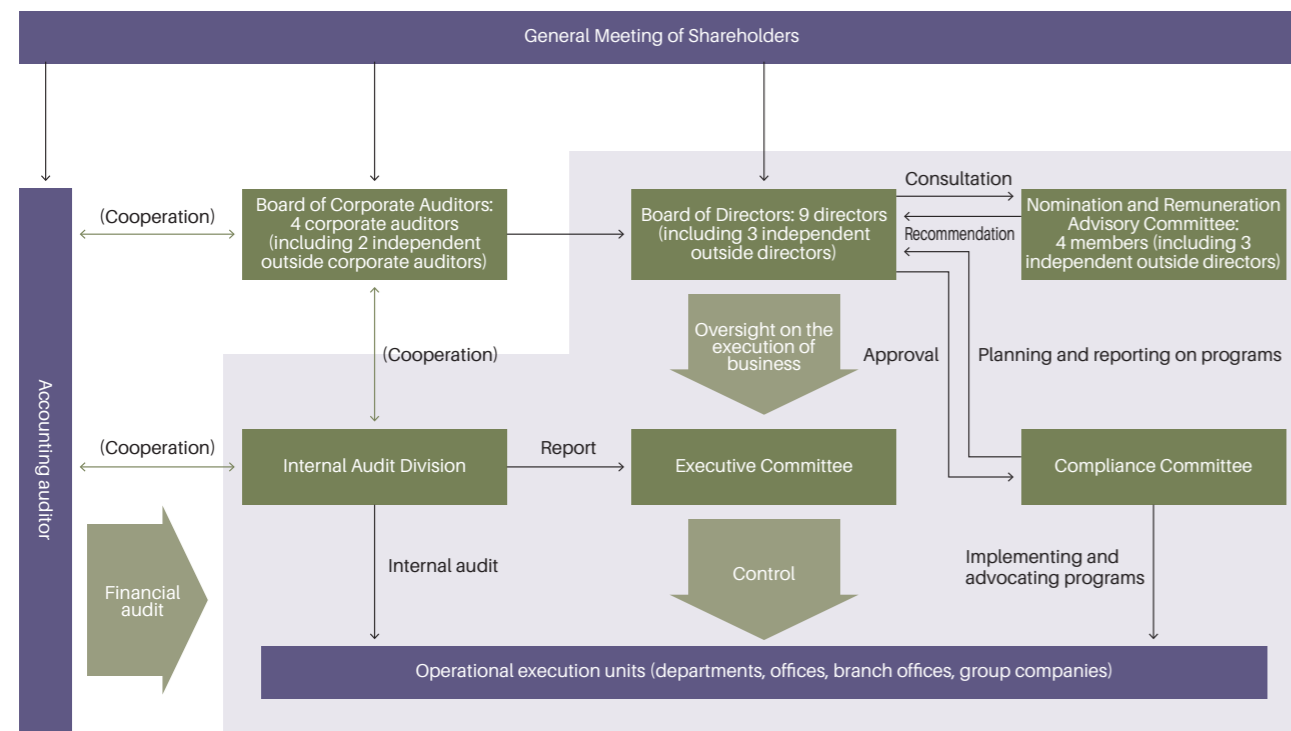 General Meeting of Shareholders
(Cooperation)
Board of Corporate Auditors:
4 corporate auditors
(including 2 independent
outside corporate auditors)
Board of Directors: 9 directors
(including 3 independent
outside directors)
Consultation
Recommendation
Nomination and Remuneration
Advisory Committee:
4 members (including 3
independent outside directors)
(Cooperation)
Oversight on the
execution of
business
Approval
Planning and reporting on programs
Accounting auditor
(Cooperation)
Internal Audit Division
Report
Executive Committee
Compliance Committee
Financial
audit
Internal audit
Control
Implementing and
advocating programs
Operational execution units (departments, offices, branch offices, group companies)